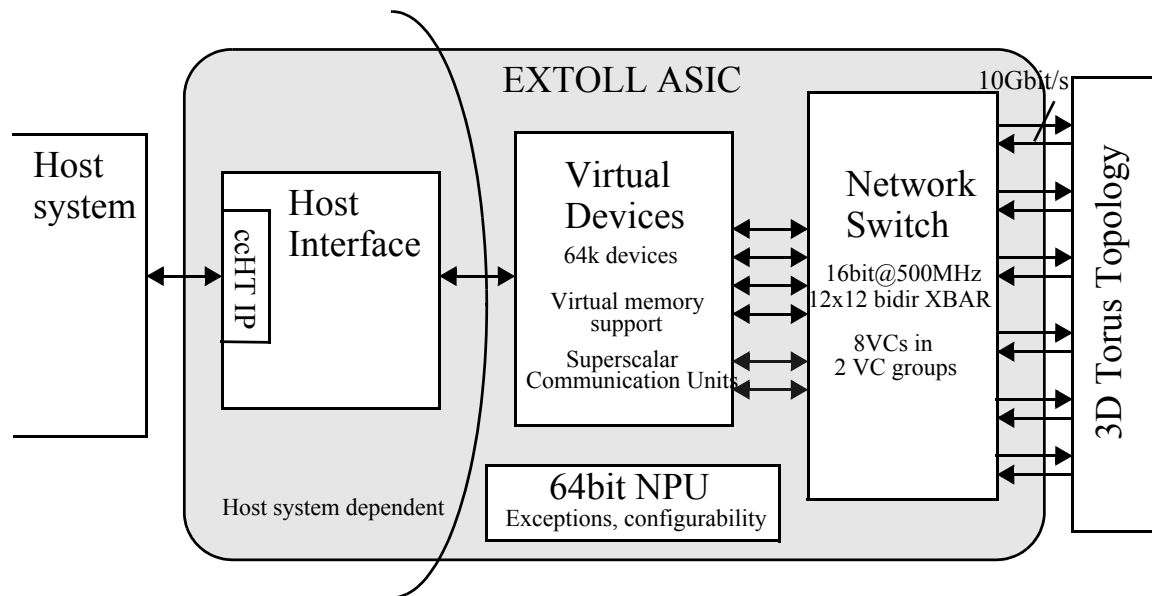 EXTOLL ASIC
10Gbit/s
Host
system
ccHT IP
Host
Interface
Virtual
Devices
64k devices
Virtual memory
support
Superscalar
Communication Units
Network
Switch
16bit@500MHz
12x12 bidir XBAR
8VCs in
2 VC groups
3D Torus Topology
Host system dependent
64bit NPU
Exceptions, configurability